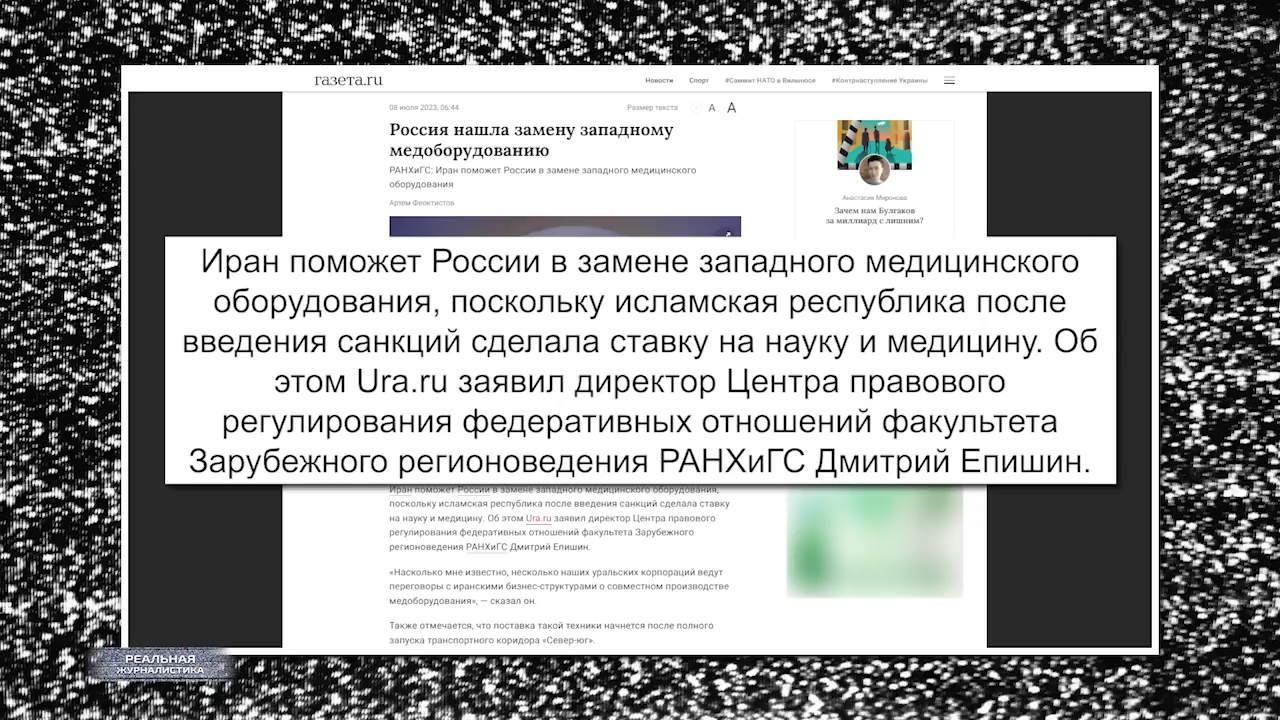 газета.ru
Новости Спорт #Саммит НАТО в Вильнюсе #Контрнаступление Украины
08 июля 2023, 06:44
Размер текста А А
Россия нашла замену западному
медоборудованию
РАНХиГС: Иран поможет России в замене западного медицинского
оборудования
Артем Феоктистов
Анастасия Миронова
Зачем нам Булгаков
за миллиард с лишним?
Иран поможет России в замене западного медицинского
оборудования, поскольку исламская республика после
введения санкций сделала ставку на науку и медицину. Об
этом Ura.ru заявил директор Центра правового
регулирования федеративных отношений факультета
Зарубежного регионоведения РАНХиГС Дмитрий Епишин.
Иран поможет России в замене западного медицинского оборудования,
поскольку исламская республика после введения санкций сделала ставку
на науку и медицину. Об этом Ura.ru заявил директор Центра правового
регулирования федеративных отношений факультета Зарубежного
регионоведения РАНХиГС Дмитрий Епишин.
«Насколько мне известно, несколько наших уральских корпораций ведут
переговоры с иранскими бизнес-структурами о совместном производстве
медоборудования», — сказал он.
Также отмечается, что поставка такой техники начнется после полного
запуска транспортного коридора «Север-юг».
РЕАЛЬНАЯ
ЖУРНАЛИСТИКА